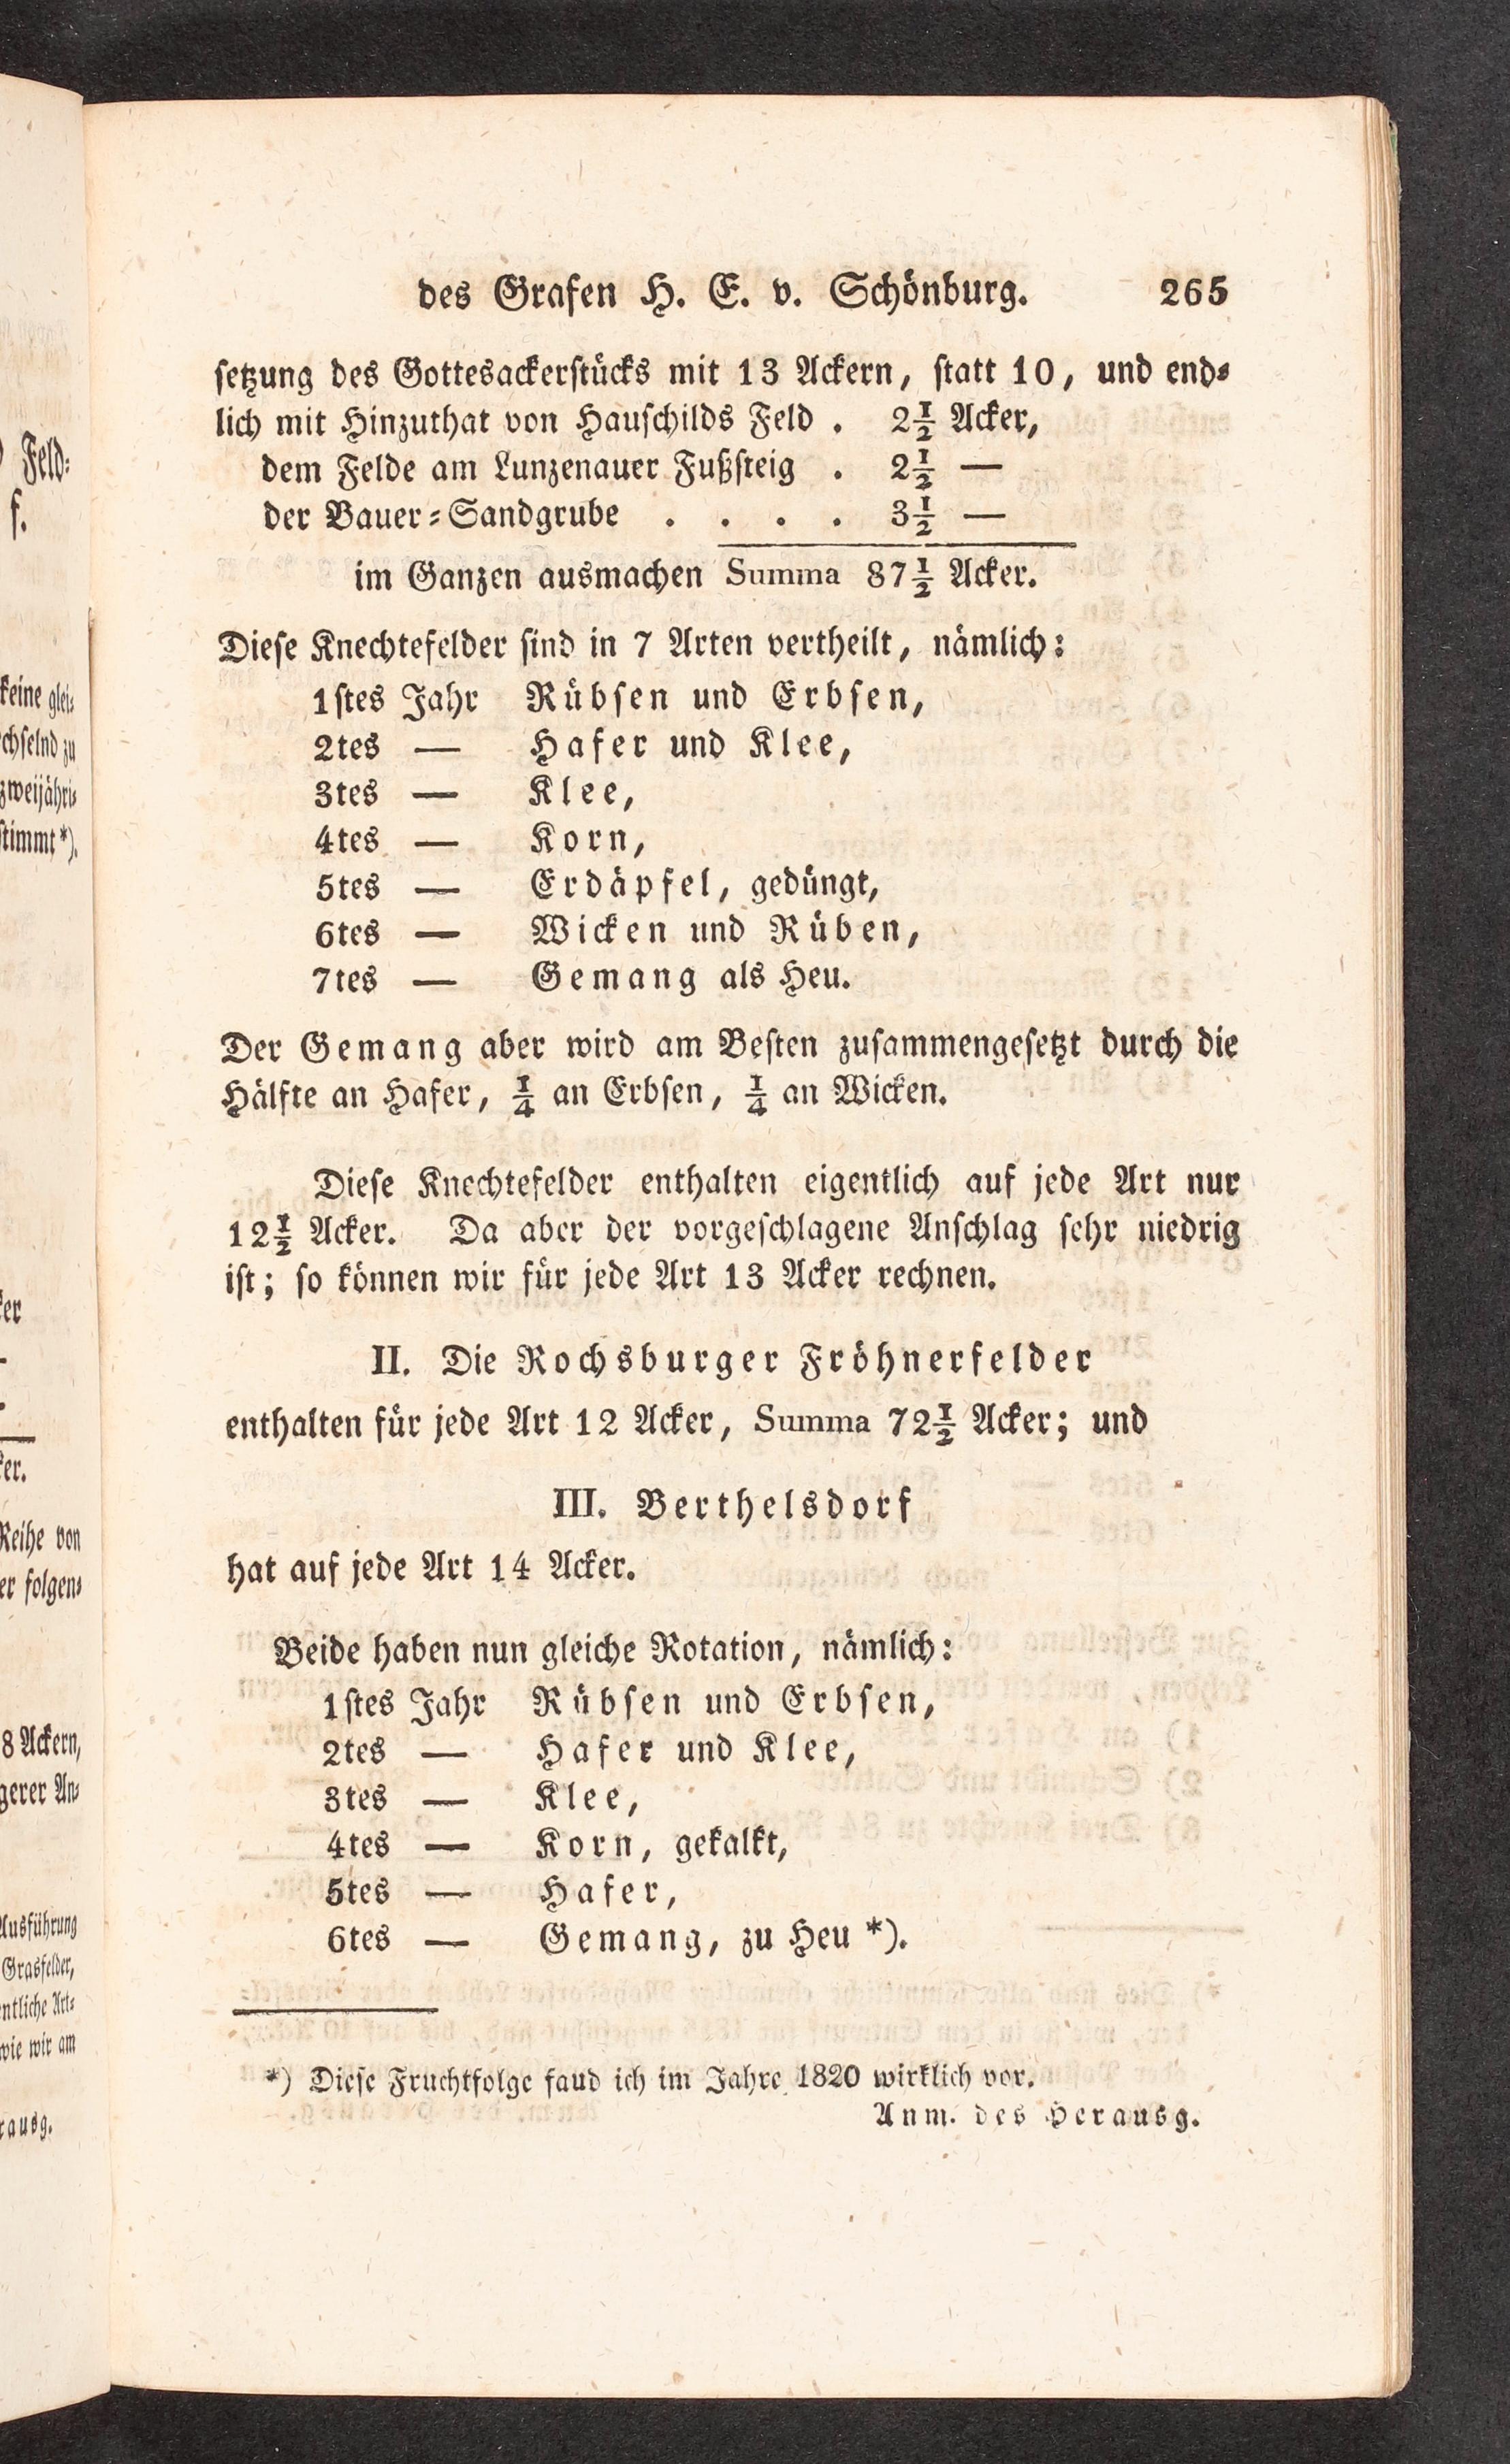 des Grafen H. E. v. Schönburg. 265
setzung des Gottesackerstücks mit 13 Ackern, statt 10, und end-
lich mit Hinzuthat von Hauschilds Feld . 2½ Acker,
dem Felde am Lunzenauer Fußsteig . 2½ —
der Bauer-Sandgrube . . . . 3½ —
im Ganzen ausmachen Summa 87½ Acker.
Diese Knechtefelder sind in 7 Arten vertheilt, nämlich:
1stes Jahr Rübsen und Erbsen,
2tes — Hafer und Klee,
3tes — Klee,
4tes — Korn,
5tes — Erdäpfel, gedüngt,
6tes — Wicken und Rüben,
7tes — Gemang als Heu.
Der Gemang aber wird am Besten zusammengesetzt durch die
Hälfte an Hafer, ¼ an Erbsen, ¼ an Wicken.
Diese Knechtefelder enthalten eigentlich auf jede Art nur
12½ Acker. Da aber der vorgeschlagene Anschlag sehr niedrig
ist; so können wir für jede Art 13 Acker rechnen.
II. Die Rochsburger Fröhnerfelder
enthalten für jede Art 12 Acker, Summa 72½ Acker; und
III. Berthelsdorf
hat auf jede Art 14 Acker.
Beide haben nun gleiche Rotation, nämlich:
1stes Jahr Rübsen und Erbsen,
2tes — Hafer und Klee,
3tes — Klee,
4tes — Korn, gekalkt,
5tes — Hafer,
6tes — Gemang, zu Heu *).
*) Diese Fruchtfolge faud ich im Jahre 1820 wirklich vor.
Anm. des Herausg.